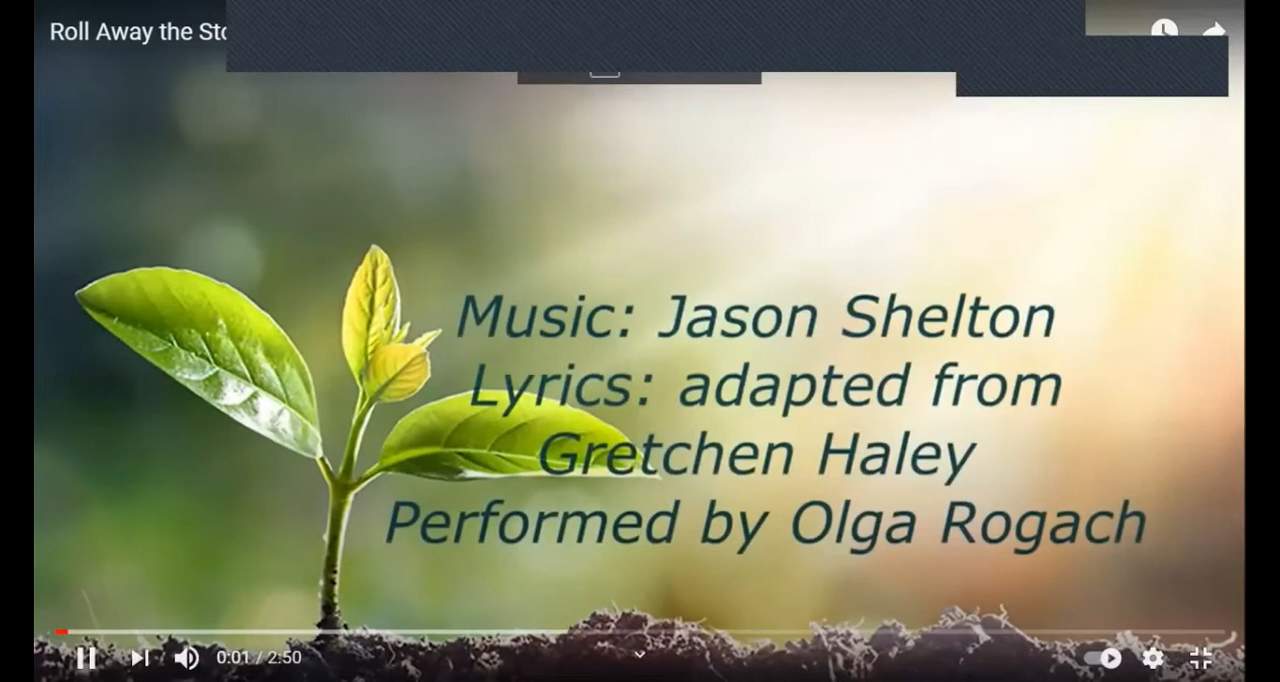 Roll Away the Sto
Music: Jason Shelton
Lyrics: adapted from
Gretchen Haley
Performed by Olga Rogach
0:01 / 2:50